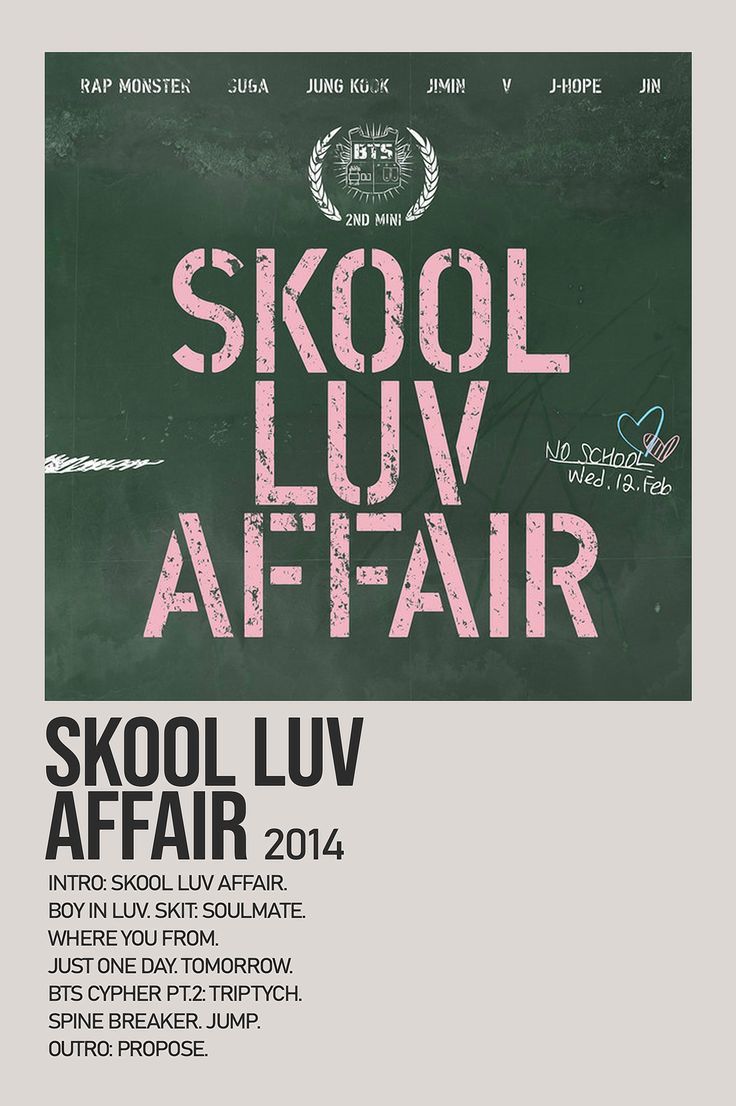 RAP MONSTER SUGA JUNG KOOK JIMIN V J-HOPE JIN
BTS
2ND MINI
SKOOL
LUV
AFFAIR
NO SCHOOL
Wed. 12. Feb
SKOOL LUV
AFFAIR 2014
INTRO: SKOOL LUV AFFAIR.
BOY IN LUV. SKIT: SOULMATE.
WHERE YOU FROM.
JUST ONE DAY. TOMORROW.
BTS CYPHER PT.2: TRIPTYCH.
SPINE BREAKER. JUMP.
OUTRO: PROPOSE.